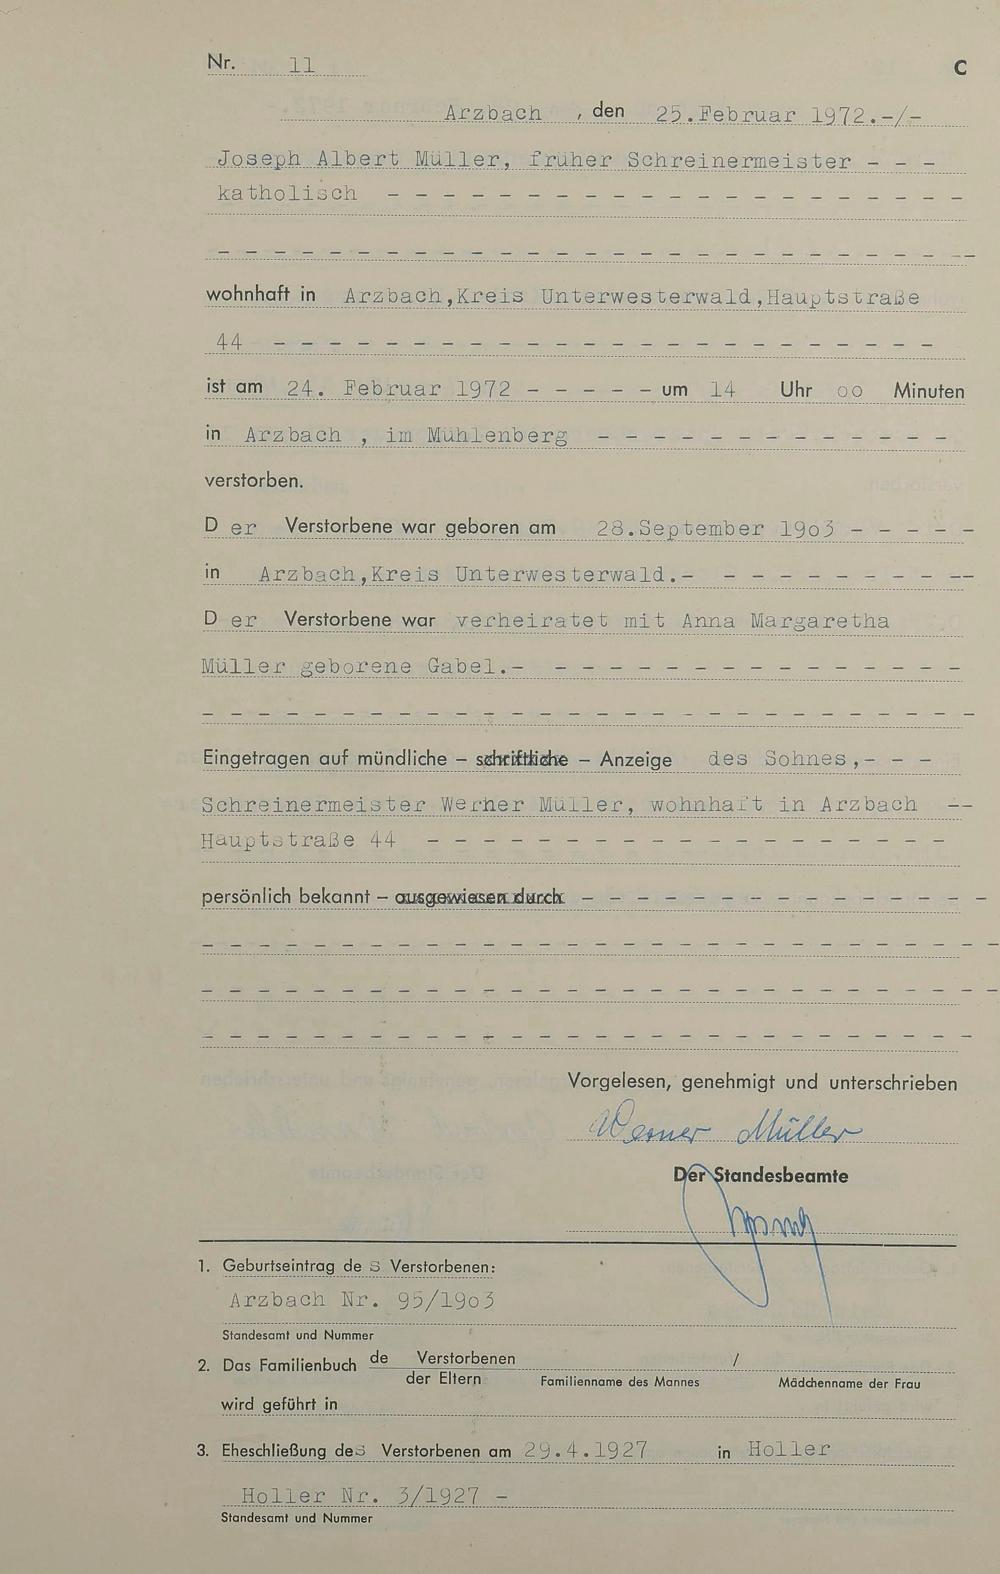 Nr. 11 C
Arzbach , den 25.Februar 1972.-/-
Joseph Albert Müller, früher Schreinermeister - - -
katholisch - - - - - - - - - - - - - - - - - - - - -
- - - - - - - - - - - - - - - - - - - - - - - - - - --
wohnhaft in Arzbach,Kreis Unterwesterwald,Hauptstraße
44 - - - - - - - - - - - - - - - - - - - - - - - -
ist am 24. Februar 1972 - - - - - um 14 Uhr oo Minuten
in Arzbach , im Mühlenberg - - - - - - - - - - - - -
verstorben.
D er Verstorbene war geboren am 28.September 19o3 - - - - -
in Arzbach,Kreis Unterwesterwald.- - - - - - - - - - --
D er Verstorbene war verheiratet mit Anna Margaretha
Müller geborene Gabel.- - - - - - - - - - - - - - - -
- - - - - - - - - - - - - - - - - - - - - - - - - - - -
Eingetragen auf mündliche – schriftliche – Anzeige des Sohnes,- - -
Schreinermeister Werner Müller, wohnhaft in Arzbach --
Hauptstraße 44 - - - - - - - - - - - - - - - - - - -
persönlich bekannt – ausgewiesen durch - - - - - - - - - - - - - - -
- - - - - - - - - - - - - - - - - - - - - - - - - - - - -
- - - - - - - - - - - - - - - - - - - - - - - - - - - - -
- - - - - - - - - - - - - - - - - - - - - - - - - - - -
Vorgelesen, genehmigt und unterschrieben
Werner Müller
Der Standesbeamte
1. Geburtseintrag de s Verstorbenen:
Arzbach Nr. 95/19o3
Standesamt und Nummer
2. Das Familienbuch de Verstorbenen /
der Eltern Familienname des Mannes Mädchenname der Frau
wird geführt in
3. Eheschließung des Verstorbenen am 29.4.1927 in Holler
Holler Nr. 3/1927 -
Standesamt und Nummer